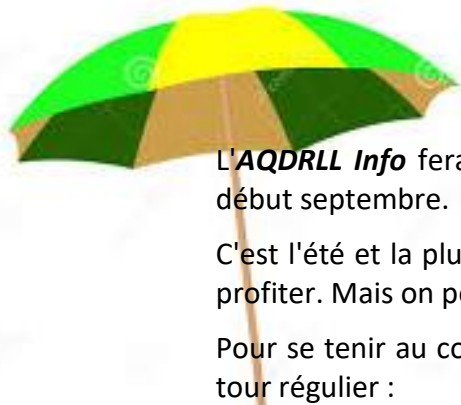 L'AQDRLL Info fera
début septembre.
C'est l'été et la plu
profiter. Mais on pe
Pour se tenir au co
tour régulier :